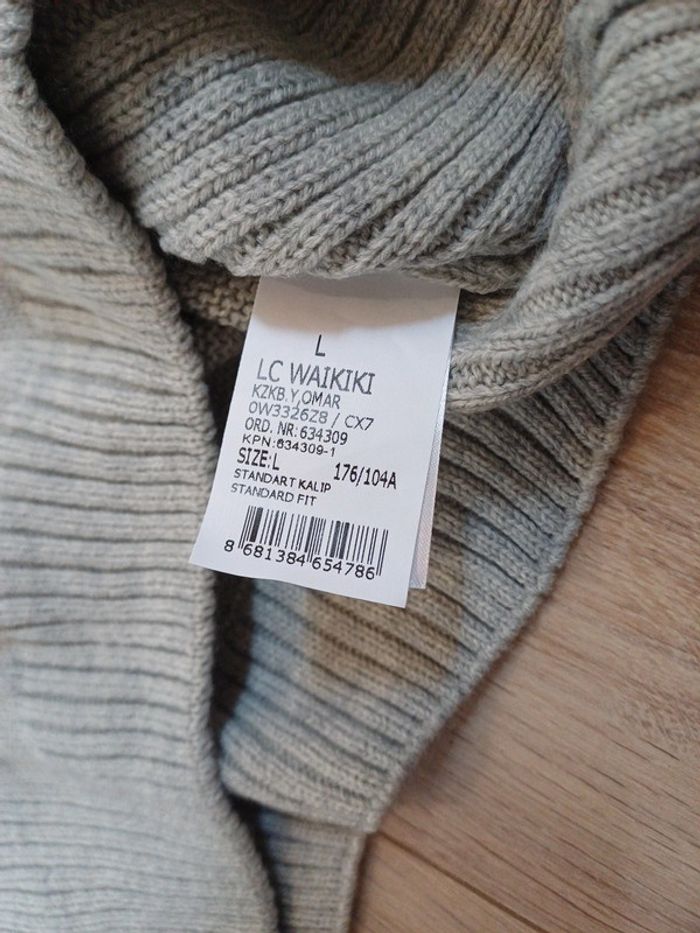 L
LC WAIKIKI
KZKB.Y,OMAR
0W3326Z8 / CX7
ORD. NR:634309
KPN:634309-1
SIZE:L 176/104A
STANDART KALIP
STANDARD FIT
8 681384 654786